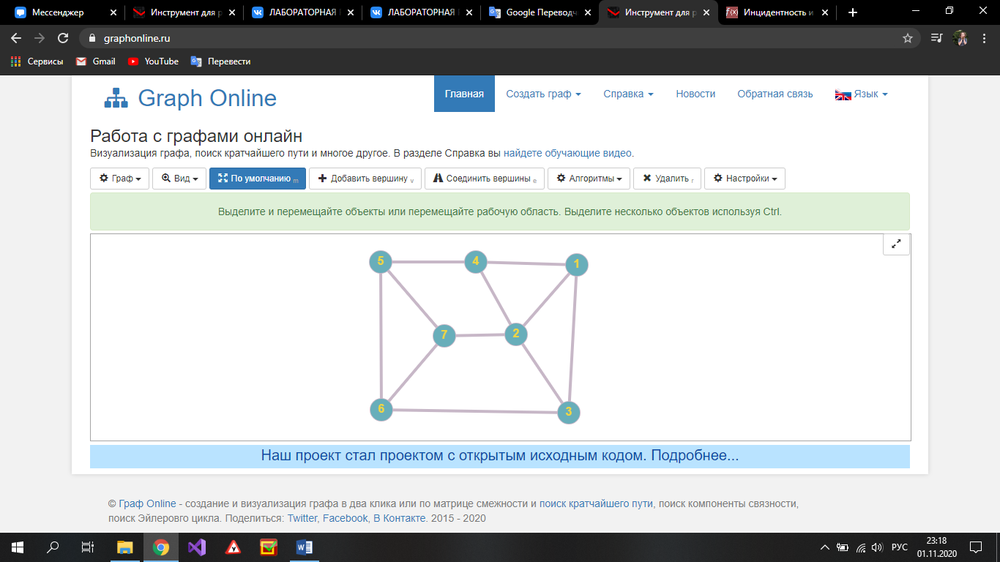 Мессенджер
Инструмент для р
ЛАБОРАТОРНАЯ
ЛАБОРАТОРНАЯ
Google Переводч
Инструмент для р
f(x)
Инцидентность и
graphonline.ru
Сервисы
Gmail
YouTube
Перевести
Graph Online
Главная
Создать граф
Справка
Новости
Обратная связь
Язык
Работа с графами онлайн
Визуализация графа, поиск кратчайшего пути и многое другое. В разделе Справка вы найдете обучающие видео.
Граф
Вид
По умолчанию m
Добавить вершину v
Соединить вершины e
Алгоритмы
Удалить r
Настройки
Выделите и перемещайте объекты или перемещайте рабочую область. Выделите несколько объектов используя Ctrl.
5
4
1
7
2
6
3
Наш проект стал проектом с открытым исходным кодом. Подробнее...
© Граф Online - создание и визуализация графа в два клика или по матрице смежности и поиск кратчайшего пути, поиск компоненты связности,
поиск Эйлерового цикла. Поделиться: Twitter, Facebook, В Контакте. 2015 - 2020
РУС
23:18
01.11.2020